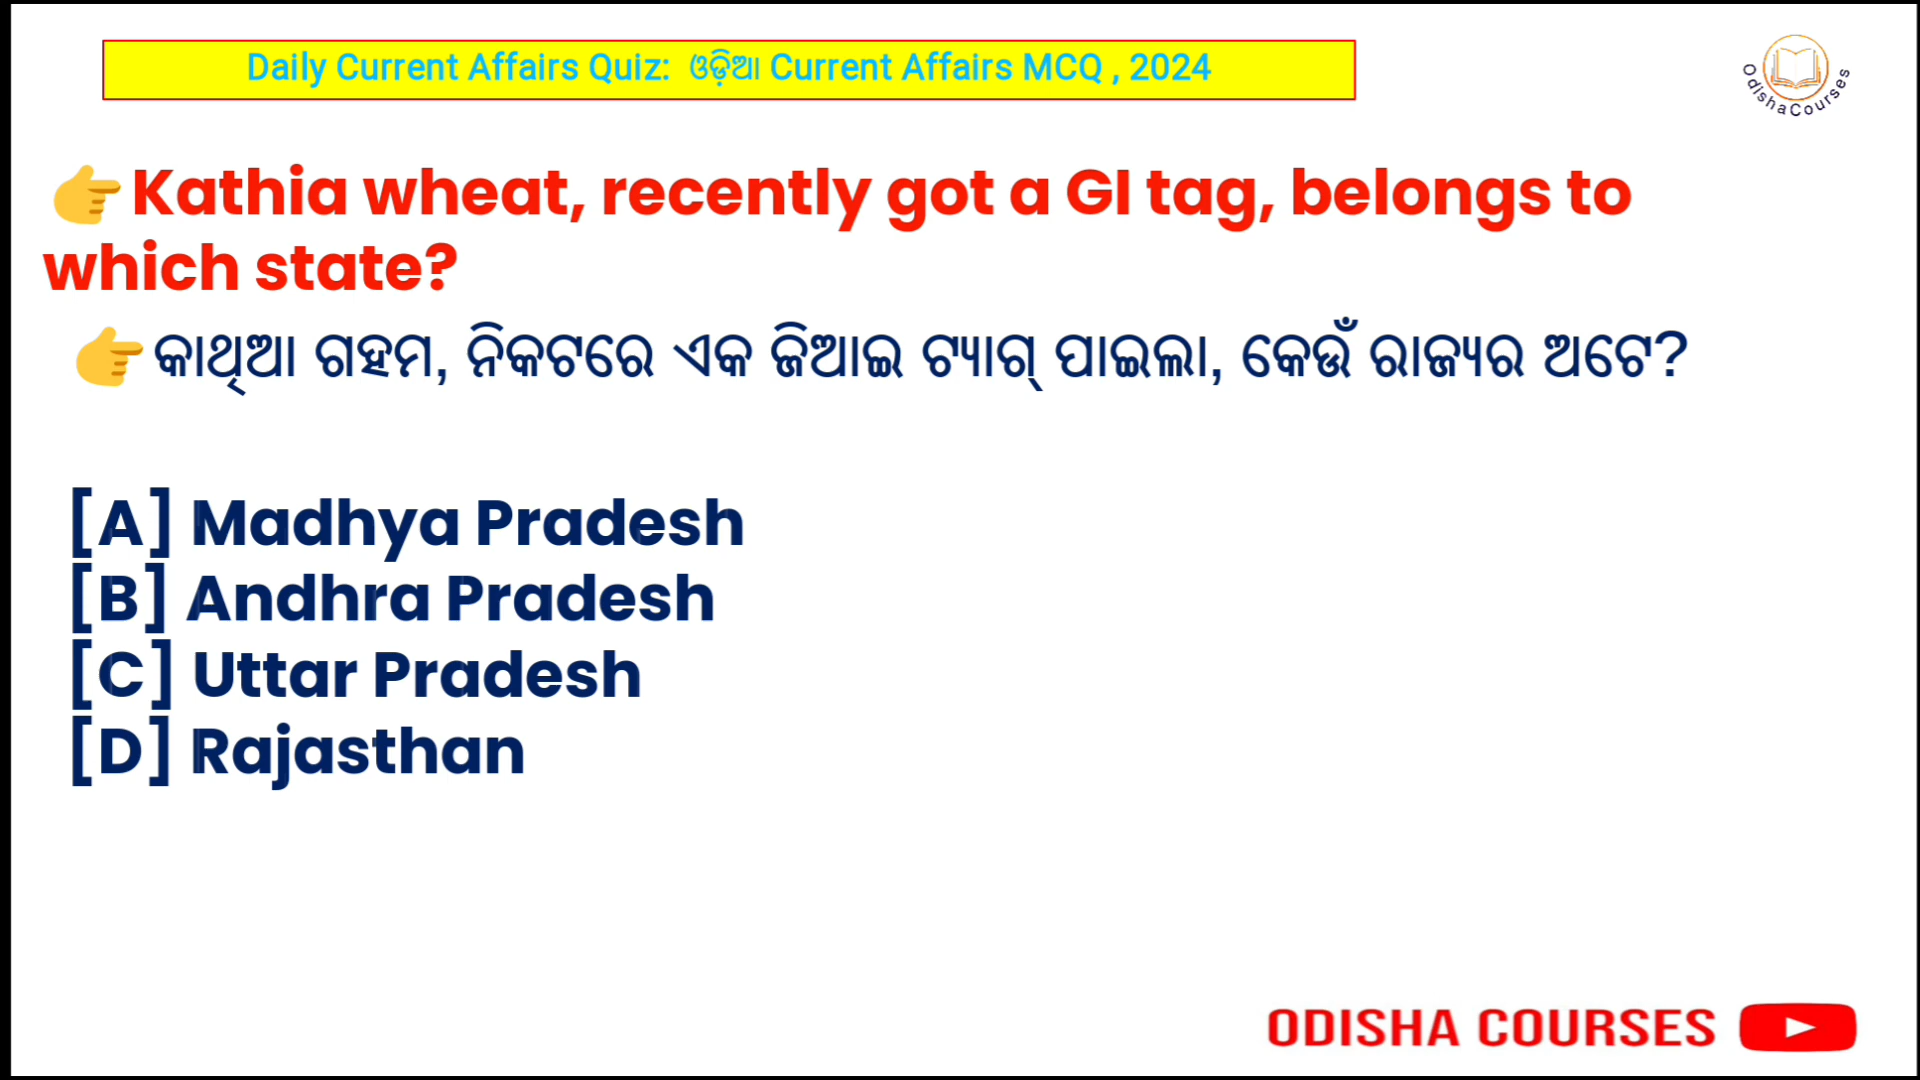 Daily Current Affairs Quiz: ଓଡ଼ିଆ Current Affairs MCQ , 2024
OdishaCourses
👉Kathia wheat, recently got a GI tag, belongs to
which state?
👉କାଥିଆ ଗହମ, ନିକଟରେ ଏକ ଜିଆଇ ଟ୍ୟାଗ୍ ପାଇଲା, କେଉଁ ରାଜ୍ୟର ଅଟେ?
[A] Madhya Pradesh
[B] Andhra Pradesh
[C] Uttar Pradesh
[D] Rajasthan
ODISHA COURSES